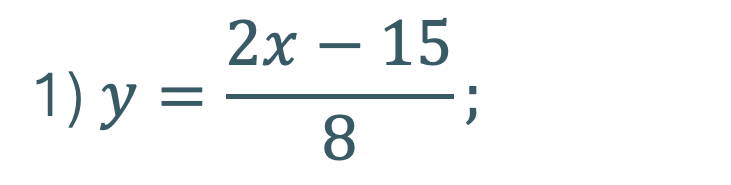 1) y = (2x − 15)/8;